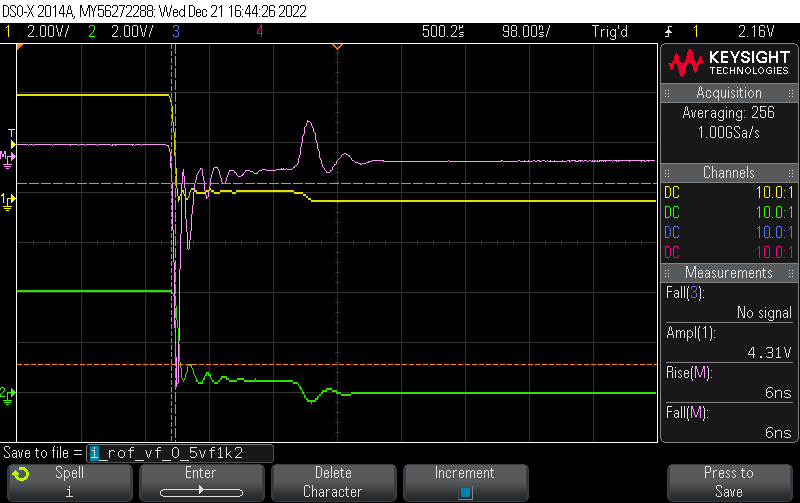 DSO-X 2014A, MY56272288: Wed Dec 21 16:44:26 2022
1 2.00V/ 2 2.00V/ 3 4 500.2s 98.00s/ Trig'd 1 2.16V
KEYSIGHT
TECHNOLOGIES
Acquisition
Averaging: 256
1.00GSa/s
Channels
DC 10.0:1
DC 10.0:1
DC 10.0:1
DC 10.0:1
Measurements
Fall(3):
No signal
Ampl(1):
4.31V
Rise(M):
6ns
Fall(M):
6ns
T
M
1
2
Save to file = i_rof_vf_0_5vf1k2
Spell
i
Enter
Delete
Character
Increment
Press to
Save